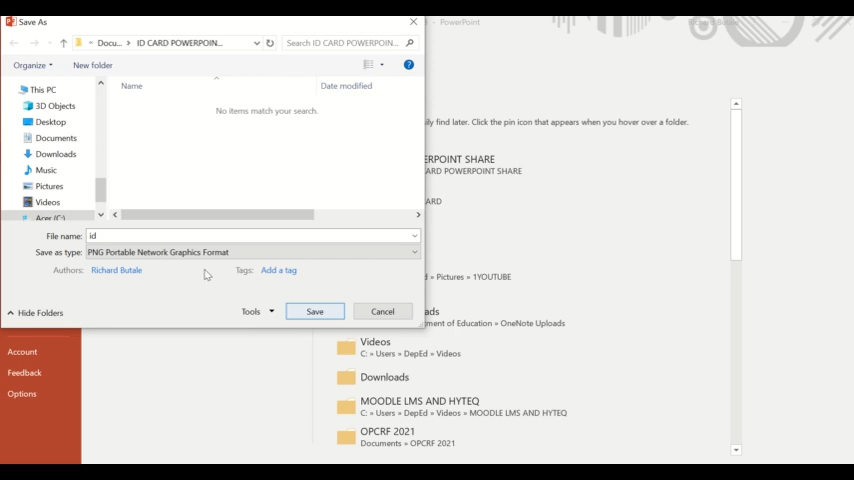 Save As
- PowerPoint
Docu... > ID CARD POWERPOIN...
Search ID CARD POWERPOIN...
Organize
New folder
?
This PC
3D Objects
Desktop
Documents
Downloads
Music
Pictures
Videos
Acer (C:)
Name
Date modified
No items match your search.
File name: id
Save as type: PNG Portable Network Graphics Format
Authors: Richard Butale
Tags: Add a tag
Hide Folders
Tools
Save
Cancel
ily find later. Click the pin icon that appears when you hover over a folder.
ERPOINT SHARE
CARD POWERPOINT SHARE
ARD
d » Pictures » 1YOUTUBE
ads
ment of Education » OneNote Uploads
Videos
C: » Users » DepEd » Videos
Downloads
MOODLE LMS AND HYTEQ
C: » Users » DepEd » Videos » MOODLE LMS AND HYTEQ
OPCRF 2021
Documents » OPCRF 2021
Account
Feedback
Options